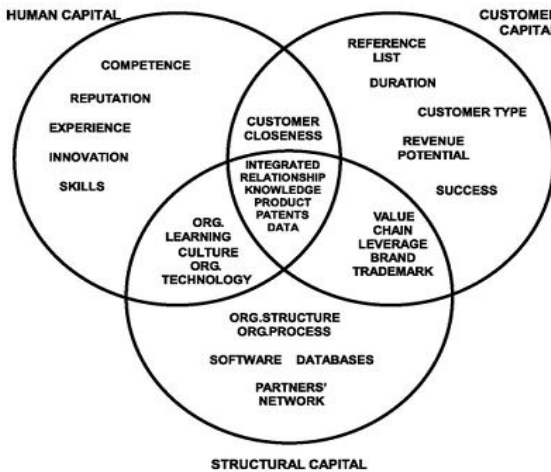 HUMAN CAPITAL
CUSTOMER
CAPITAL
COMPETENCE
REPUTATION
EXPERIENCE
INNOVATION
SKILLS
REFERENCE
LIST
DURATION
CUSTOMER TYPE
REVENUE
POTENTIAL
SUCCESS
CUSTOMER
CLOSENESS
INTEGRATED
RELATIONSHIP
KNOWLEDGE
PRODUCT
PATENTS
DATA
ORG.
LEARNING
CULTURE
ORG.
TECHNOLOGY
VALUE
CHAIN
LEVERAGE
BRAND
TRADEMARK
ORG.STRUCTURE
ORG.PROCESS
SOFTWARE DATABASES
PARTNERS'
NETWORK
STRUCTURAL CAPITAL